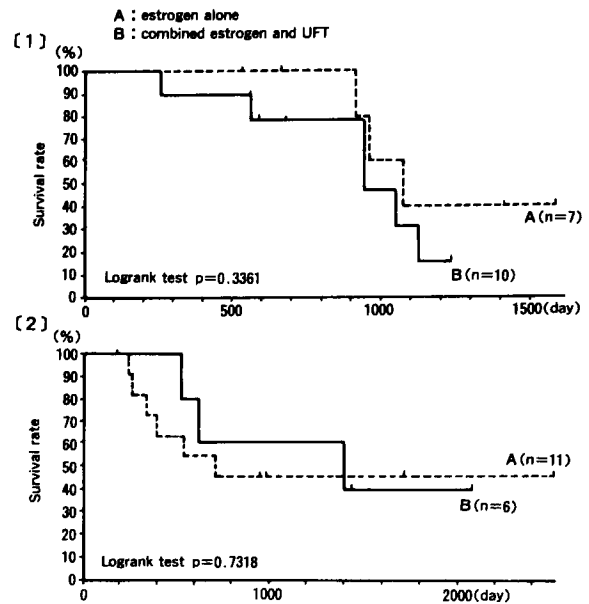 A : estrogen alone
B : combined estrogen and UFT
〔1〕
(%)
100
90
80
70
60
50
40
30
20
10
0
Survival rate
A(n=7)
B(n=10)
Logrank test p=0.3361
0 500 1000 1500(day)
〔2〕
(%)
100
90
80
70
60
50
40
30
20
10
0
Survival rate
A(n=11)
B(n=6)
Logrank test p=0.7318
0 1000 2000 (day)